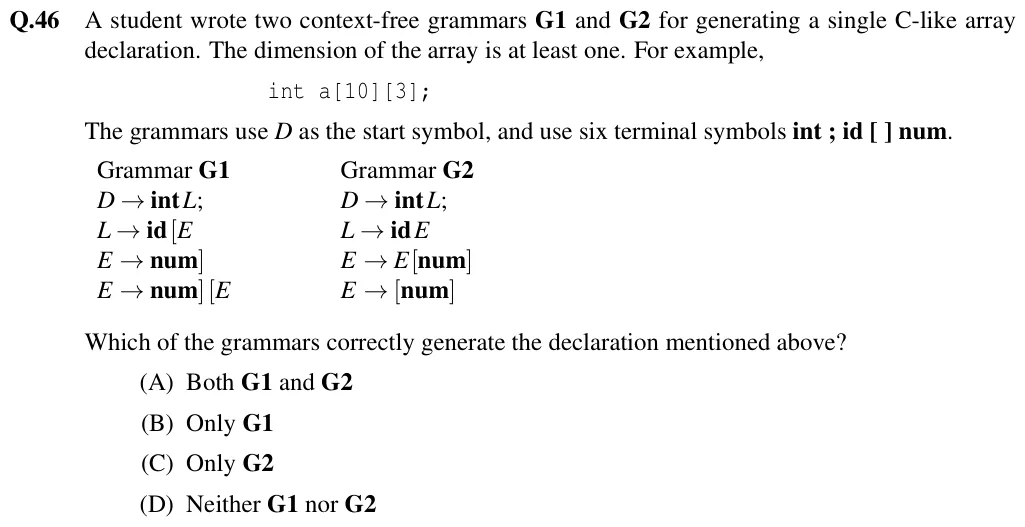 Q.46 A student wrote two context-free grammars G1 and G2 for generating a single C-like array
declaration. The dimension of the array is at least one. For example,
int a[10][3];
The grammars use D as the start symbol, and use six terminal symbols int ; id [ ] num.
Grammar G1 Grammar G2
D → int L; D → int L;
L → id [E L → id E
E → num] E → E[num]
E → num] [E E → [num]
Which of the grammars correctly generate the declaration mentioned above?
(A) Both G1 and G2
(B) Only G1
(C) Only G2
(D) Neither G1 nor G2